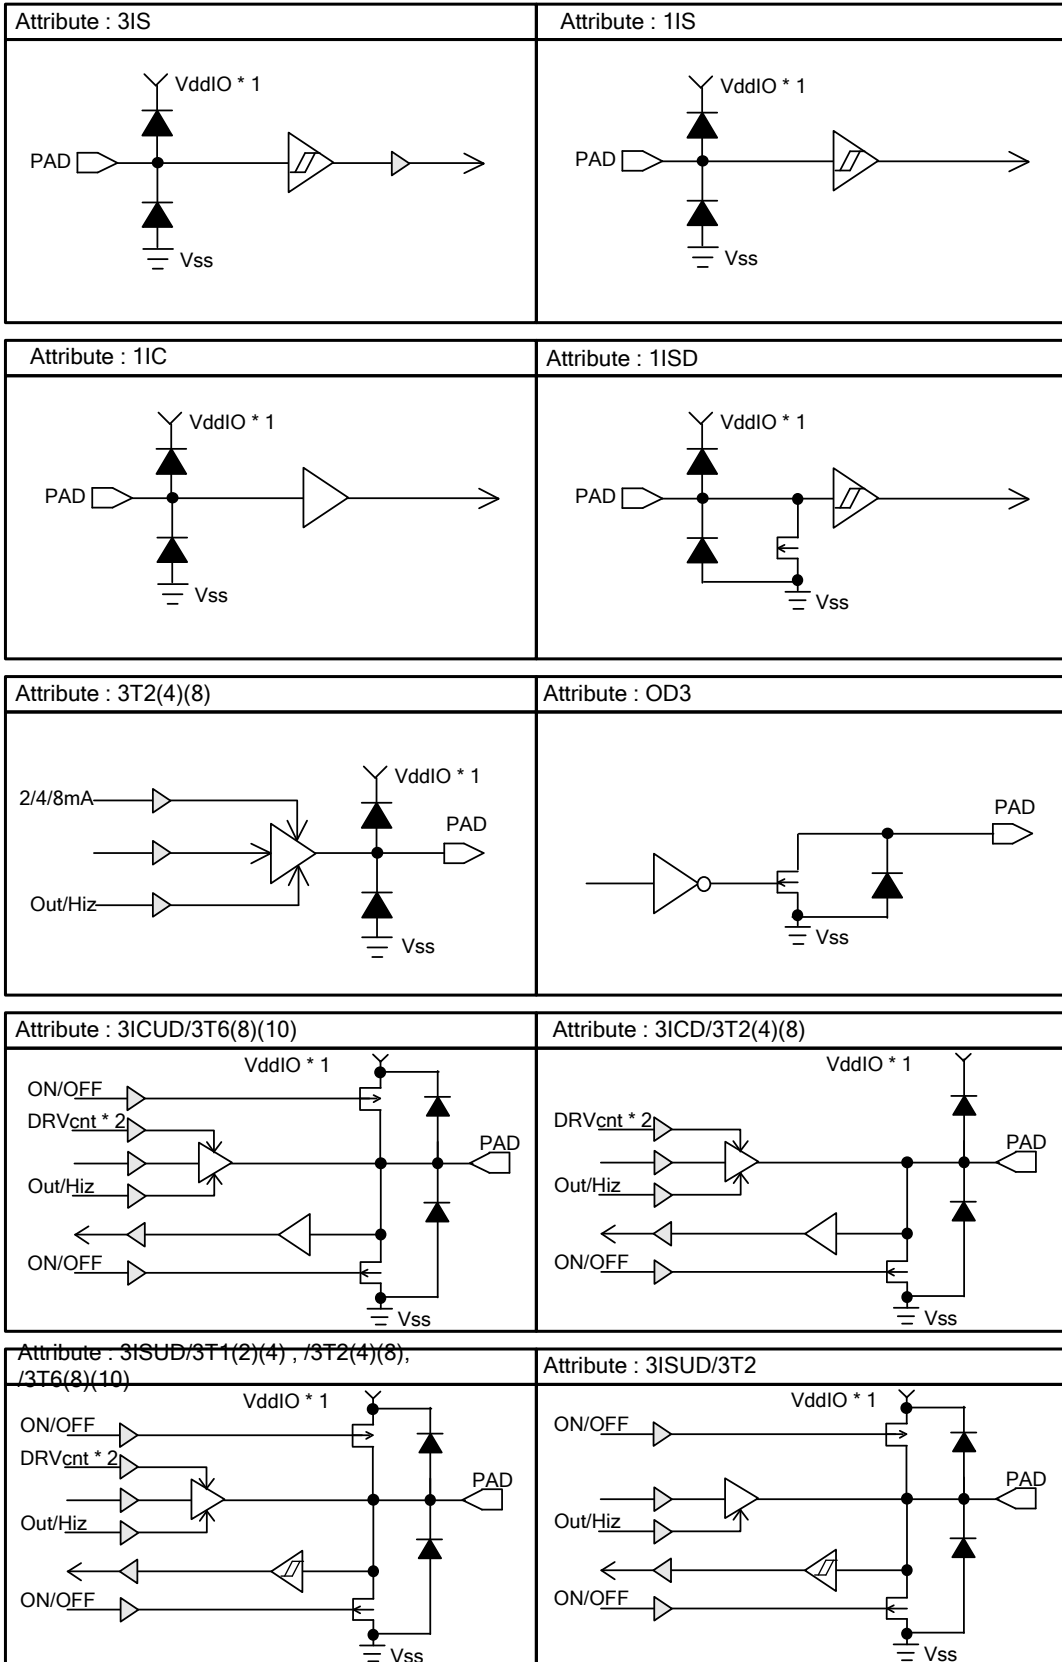 Attribute : 3IS
Attribute : 1IS
VddIO * 1
PAD
Vss
VddIO * 1
PAD
Vss
Attribute : 1IC
Attribute : 1ISD
VddIO * 1
PAD
Vss
VddIO * 1
PAD
Vss
Attribute : 3T2(4)(8)
Attribute : OD3
VddIO * 1
2/4/8mA
PAD
Out/Hiz
Vss
PAD
Vss
Attribute : 3ICUD/3T6(8)(10)
Attribute : 3ICD/3T2(4)(8)
VddIO * 1
ON/OFF
DRVcnt * 2
PAD
Out/Hiz
ON/OFF
Vss
VddIO * 1
DRVcnt * 2
PAD
Out/Hiz
ON/OFF
Vss
Attribute : 3ISUD/3T1(2)(4) , /3T2(4)(8),
/3T6(8)(10)
Attribute : 3ISUD/3T2
VddIO * 1
ON/OFF
DRVcnt * 2
PAD
Out/Hiz
ON/OFF
Vss
VddIO * 1
ON/OFF
PAD
Out/Hiz
ON/OFF
Vss